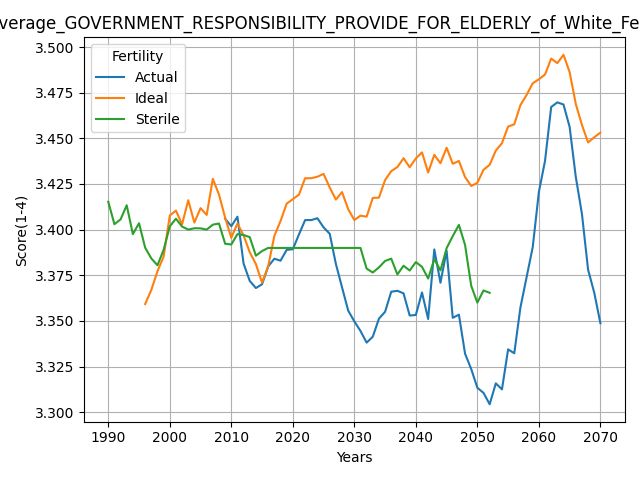 verage_GOVERNMENT_RESPONSIBILITY_PROVIDE_FOR_ELDERLY_of_White_Fe
Fertility
Actual
Ideal
Sterile
3.500
3.475
3.450
3.425
3.400
3.375
3.350
3.325
3.300
Score(1-4)
1990 2000 2010 2020 2030 2040 2050 2060 2070
Years